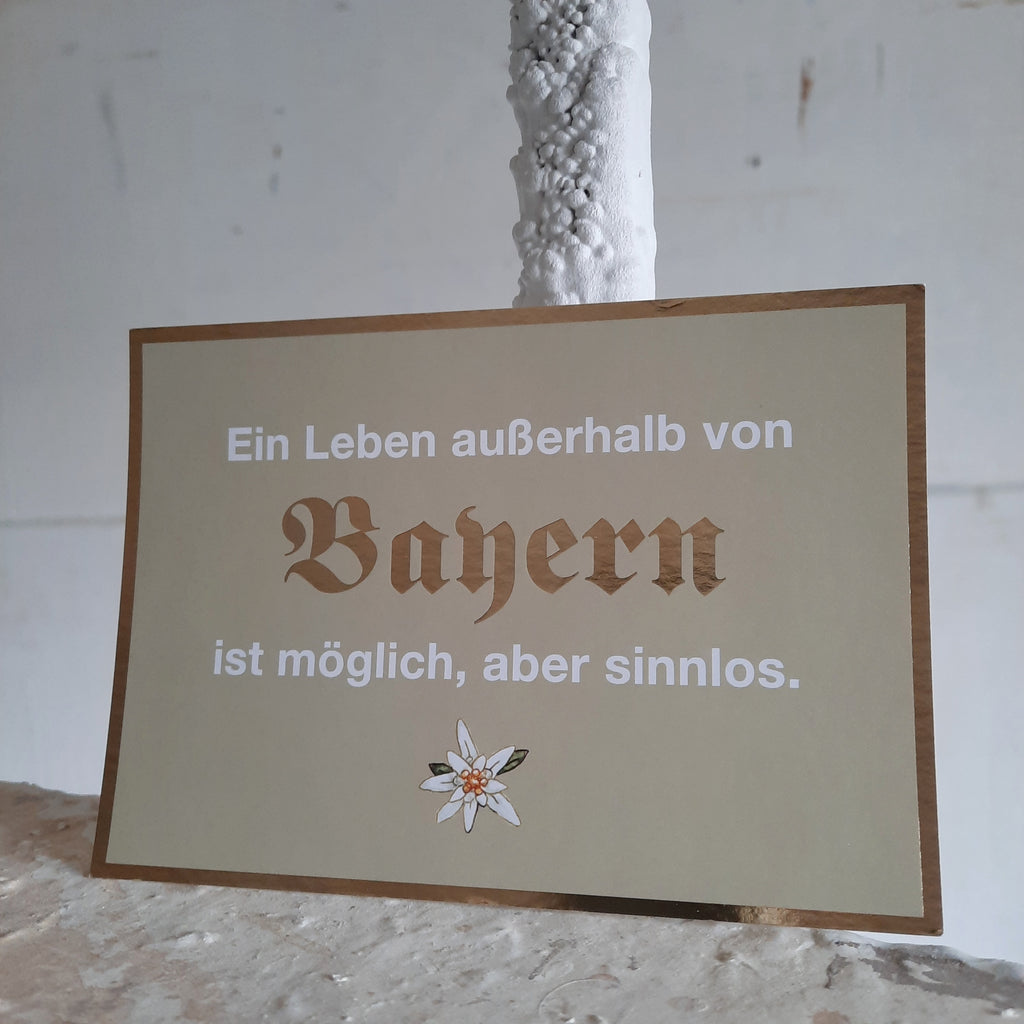 Ein Leben außerhalb von
Bayern
ist möglich, aber sinnlos.